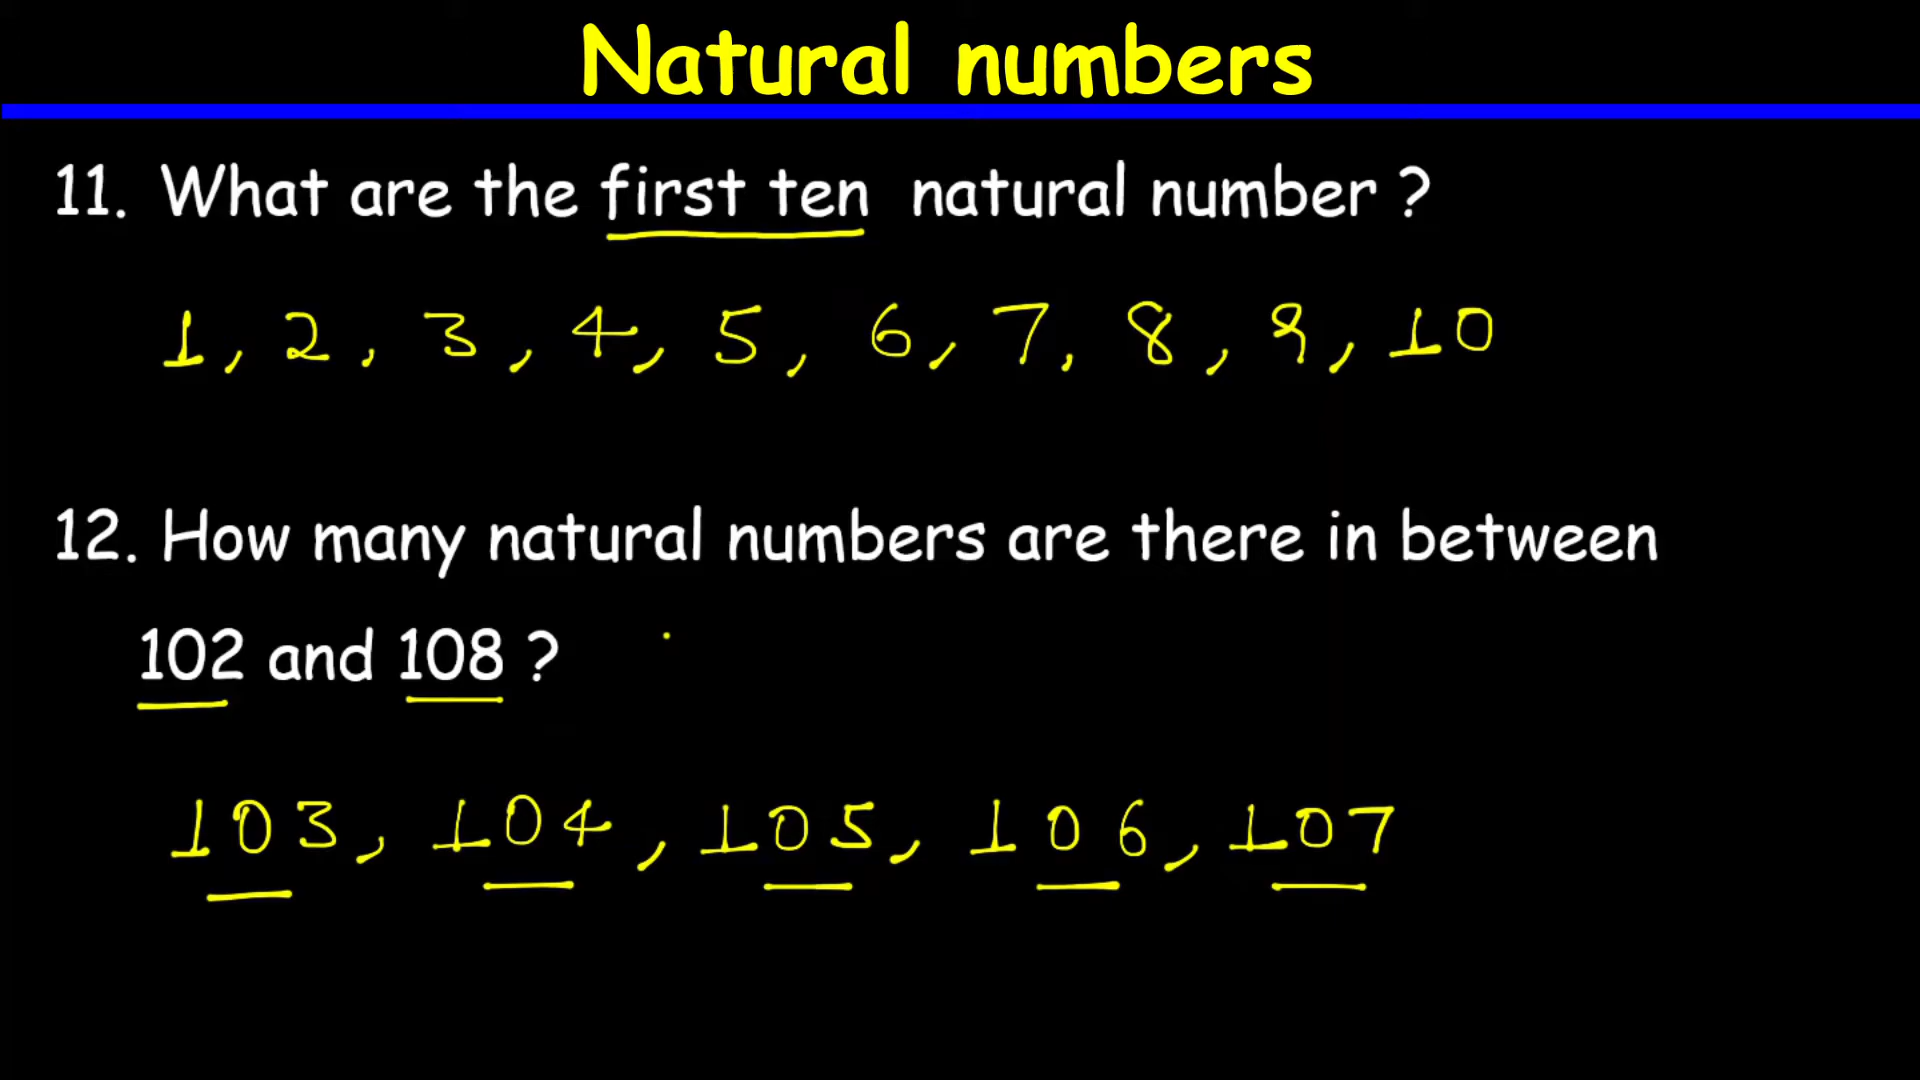 Natural numbers
11. What are the first ten natural number ?
1, 2, 3, 4, 5, 6, 7, 8, 9, 10
12. How many natural numbers are there in between
102 and 108 ?
103, 104, 105, 106, 107